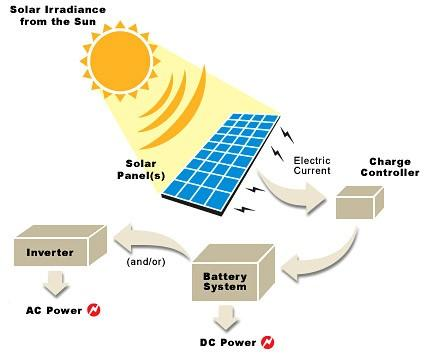 Solar Irradiance
from the Sun
Solar
Panel(s)
Electric
Current
Charge
Controller
Inverter
(and/or)
Battery
System
AC Power
DC Power